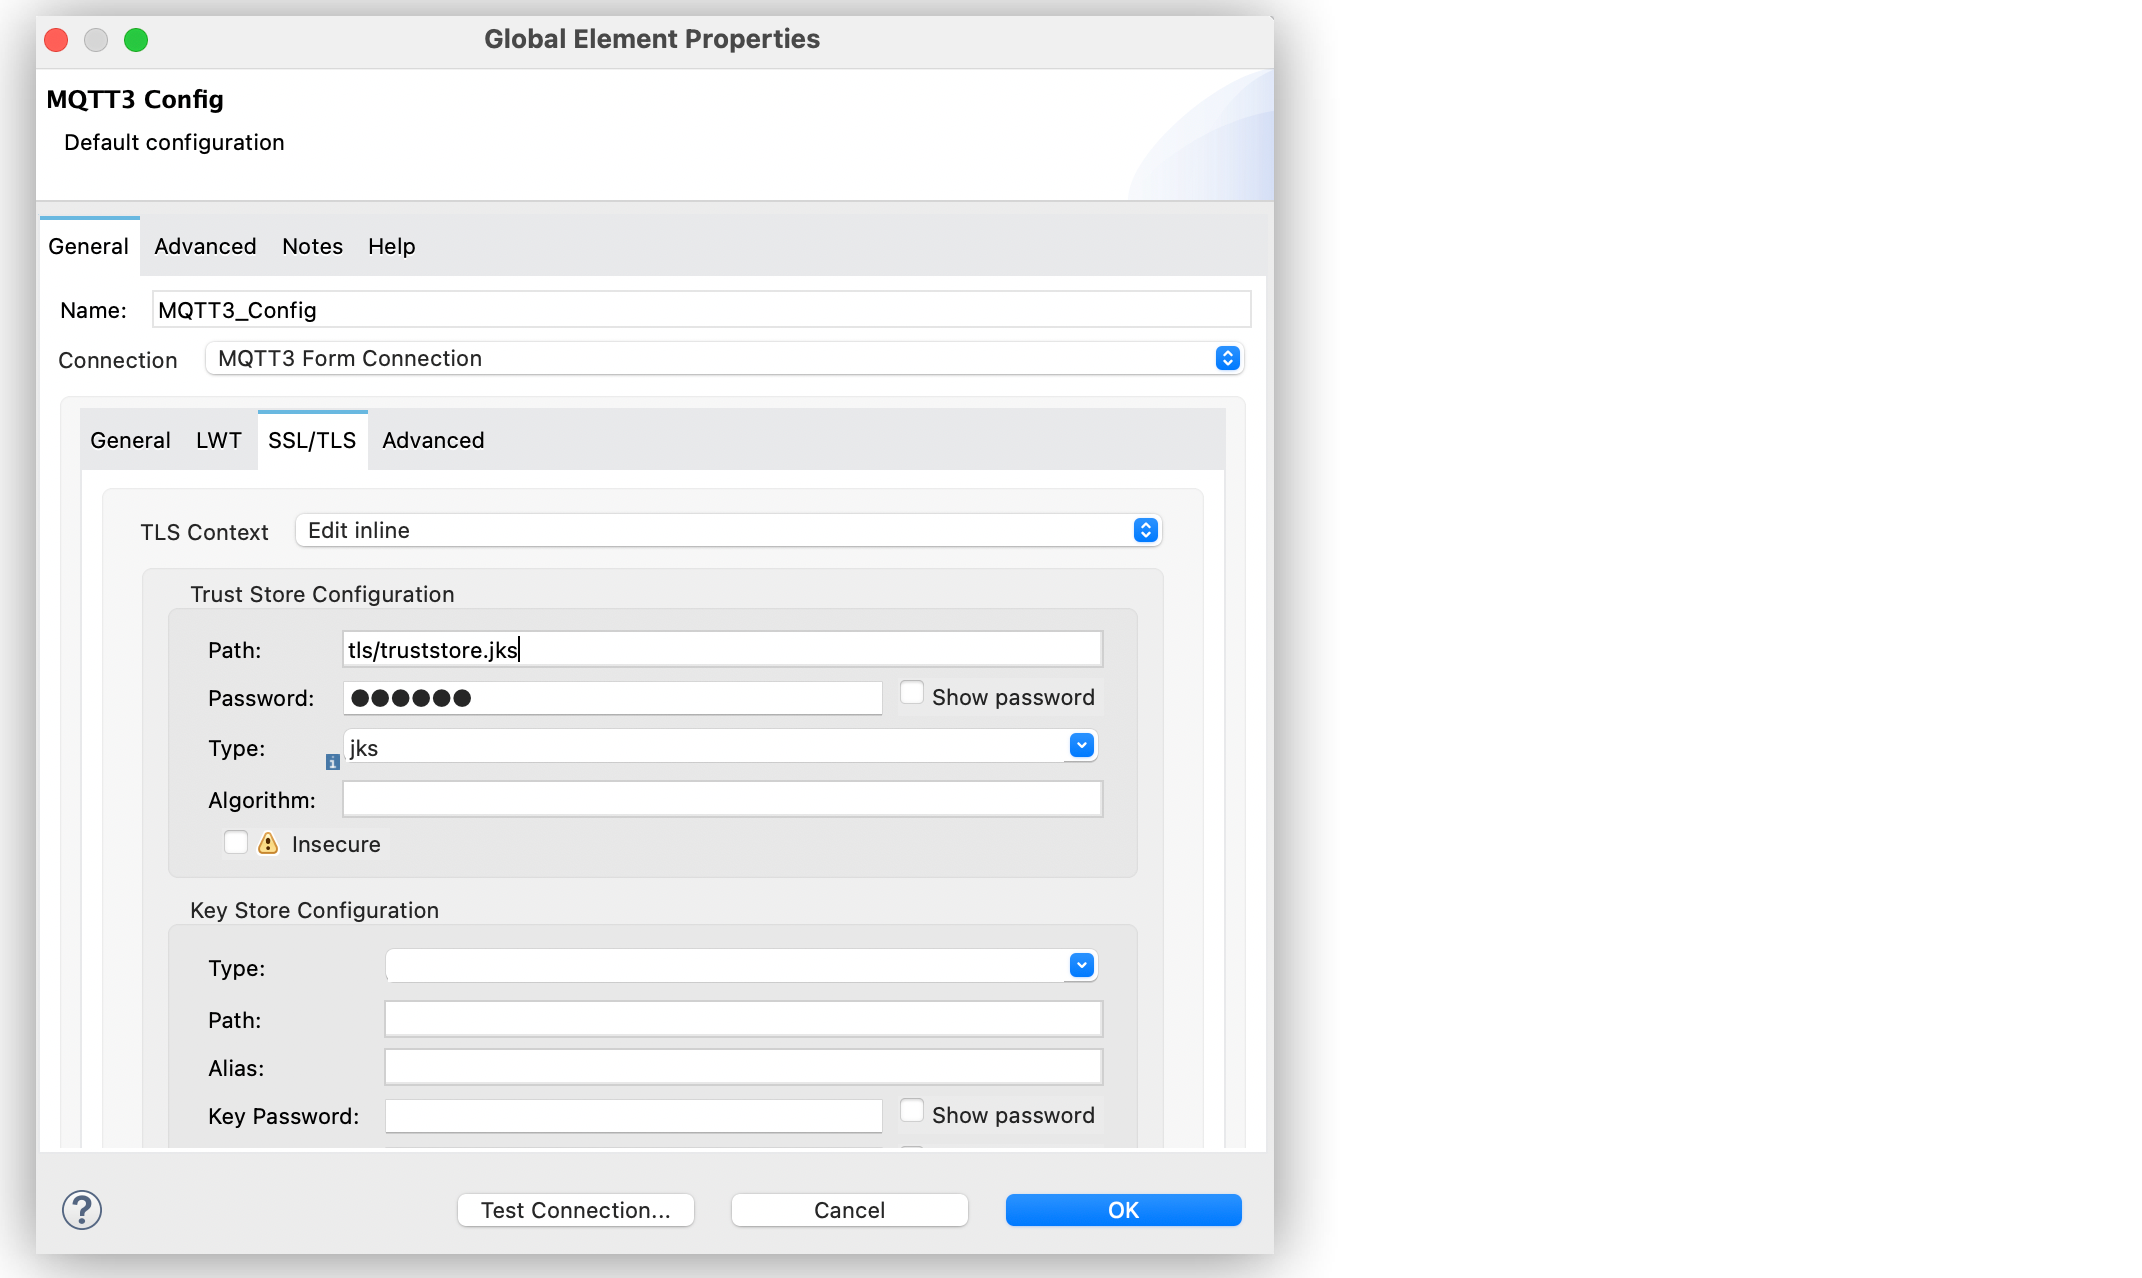 Global Element Properties
MQTT3 Config
Default configuration
General Advanced Notes Help
Name: MQTT3_Config
Connection MQTT3 Form Connection
General LWT SSL/TLS Advanced
TLS Context Edit inline
Trust Store Configuration
Path: tls/truststore.jks
Password: ●●●●●● Show password
Type: jks
Algorithm:
Insecure
Key Store Configuration
Type:
Path:
Alias:
Key Password: Show password
? Test Connection... Cancel OK